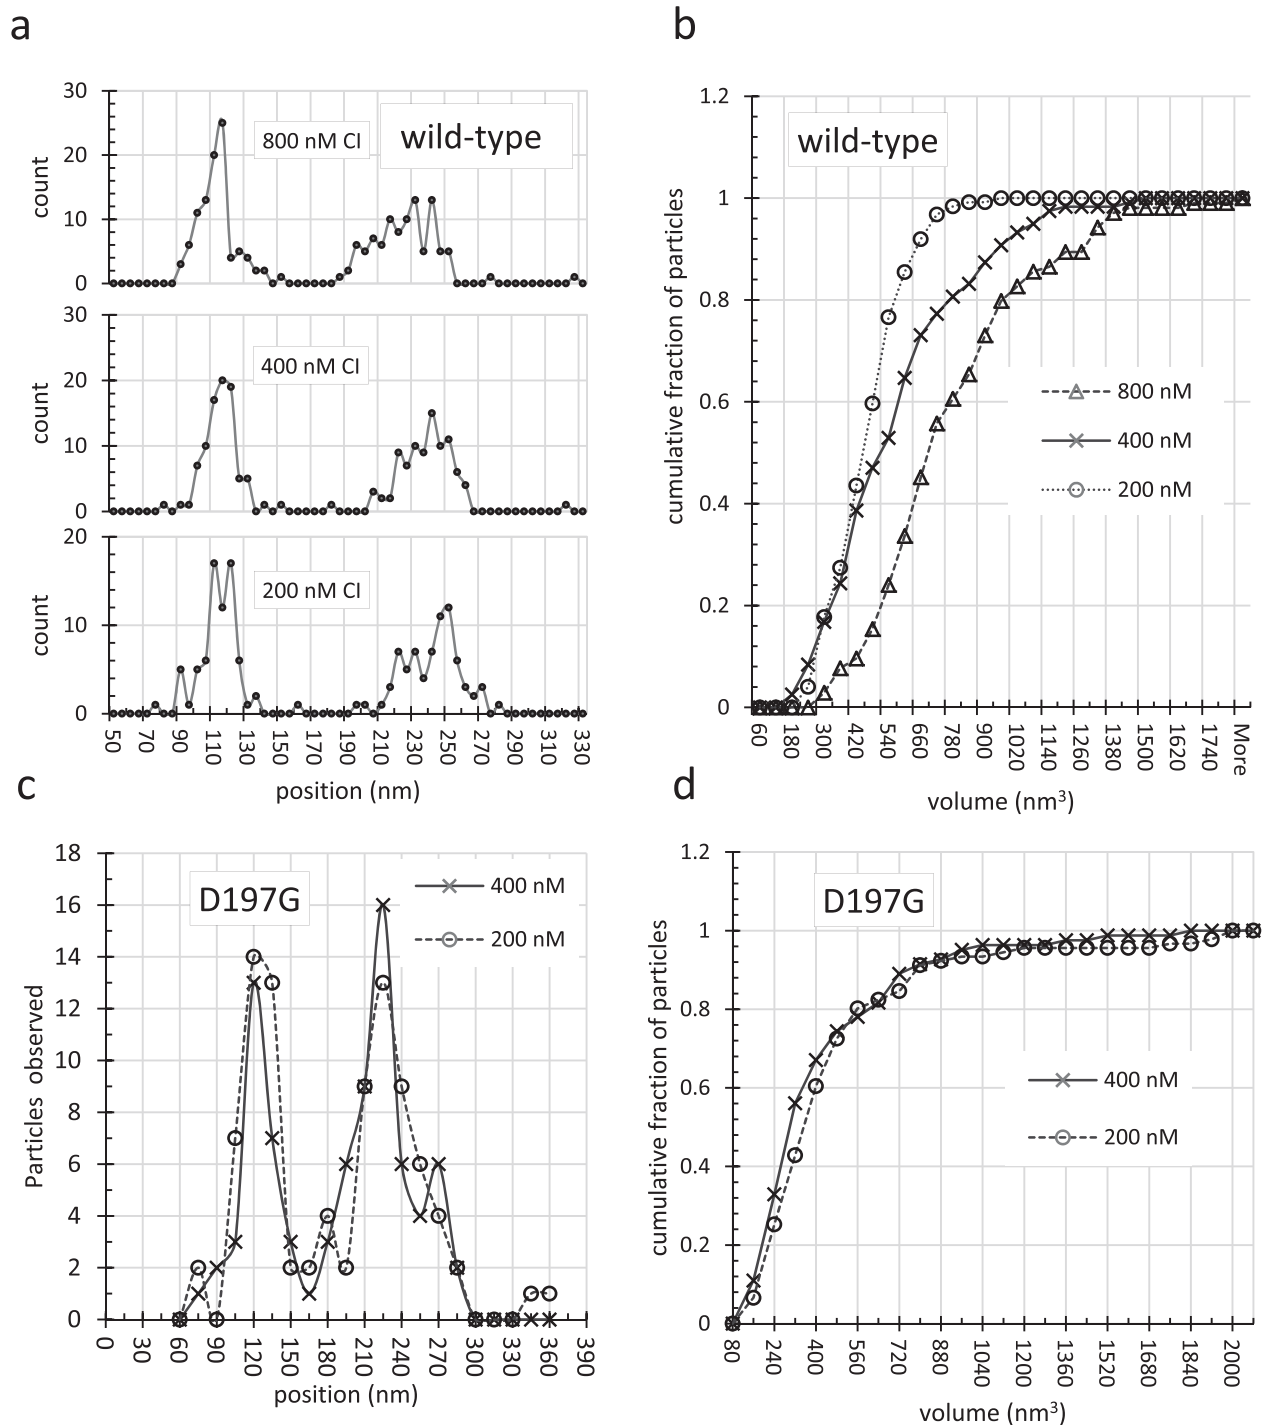 a
30
20
10
0
count
800 nM CI
wild-type
30
20
10
0
count
400 nM CI
20
10
0
count
200 nM CI
50 70 90 110 130 150 170 190 210 230 250 270 290 310 330
position (nm)
b
1.2
1
0.8
0.6
0.4
0.2
0
cumulative fraction of particles
wild-type
800 nM
400 nM
200 nM
60 180 300 420 540 660 780 900 1020 1140 1260 1380 1500 1620 1740 More
volume (nm³)
c
18
16
14
12
10
8
6
4
2
0
Particles observed
D197G
400 nM
200 nM
0 30 60 90 120 150 180 210 240 270 300 330 360 390
position (nm)
d
1.2
1
0.8
0.6
0.4
0.2
0
cumulative fraction of particles
D197G
400 nM
200 nM
80 240 400 560 720 880 1040 1200 1360 1520 1680 1840 2000
volume (nm³)